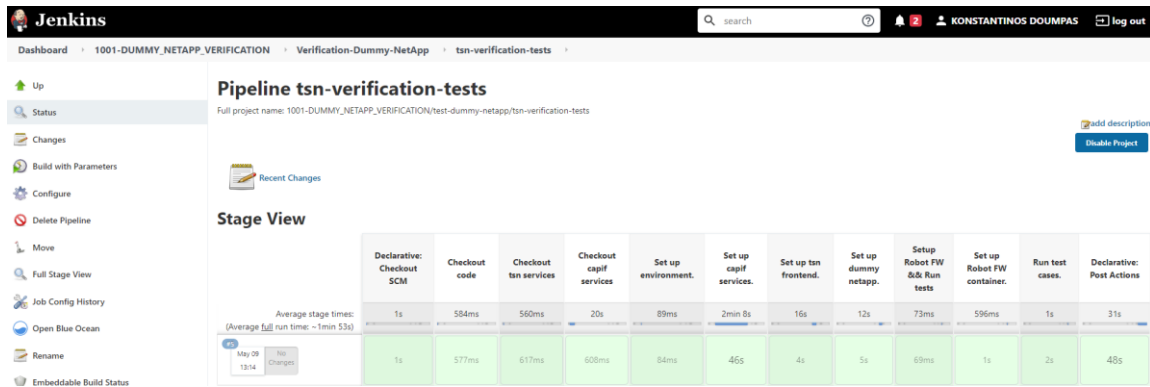 Jenkins
search
2
KONSTANTINOS DOUMPAS
log out
Dashboard
1001-DUMMY_NETAPP_VERIFICATION
Verification-Dummy-NetApp
tsn-verification-tests
Up
Status
Changes
Build with Parameters
Configure
Delete Pipeline
Move
Full Stage View
Job Config History
Open Blue Ocean
Rename
Embeddable Build Status
Pipeline tsn-verification-tests
Full project name: 1001-DUMMY_NETAPP_VERIFICATION/test-dummy-netapp/tsn-verification-tests
add description
Disable Project
Recent Changes
Stage View
Declarative:
Checkout
SCM
Checkout
code
Checkout
tsn services
Checkout
capif
services
Set up
environment.
Set up
capif
services.
Set up tsn
frontend.
Set up
dummy
netapp.
Setup
Robot FW
&& Run
tests
Set up
Robot FW
container.
Run test
cases.
Declarative:
Post Actions
Average stage times:
(Average full run time: ~1min 53s)
1s
584ms
560ms
20s
89ms
2min 8s
16s
12s
73ms
596ms
1s
31s
May 09
13:14
No
Changes
1s
577ms
617ms
608ms
84ms
46s
4s
5s
69ms
1s
2s
48s